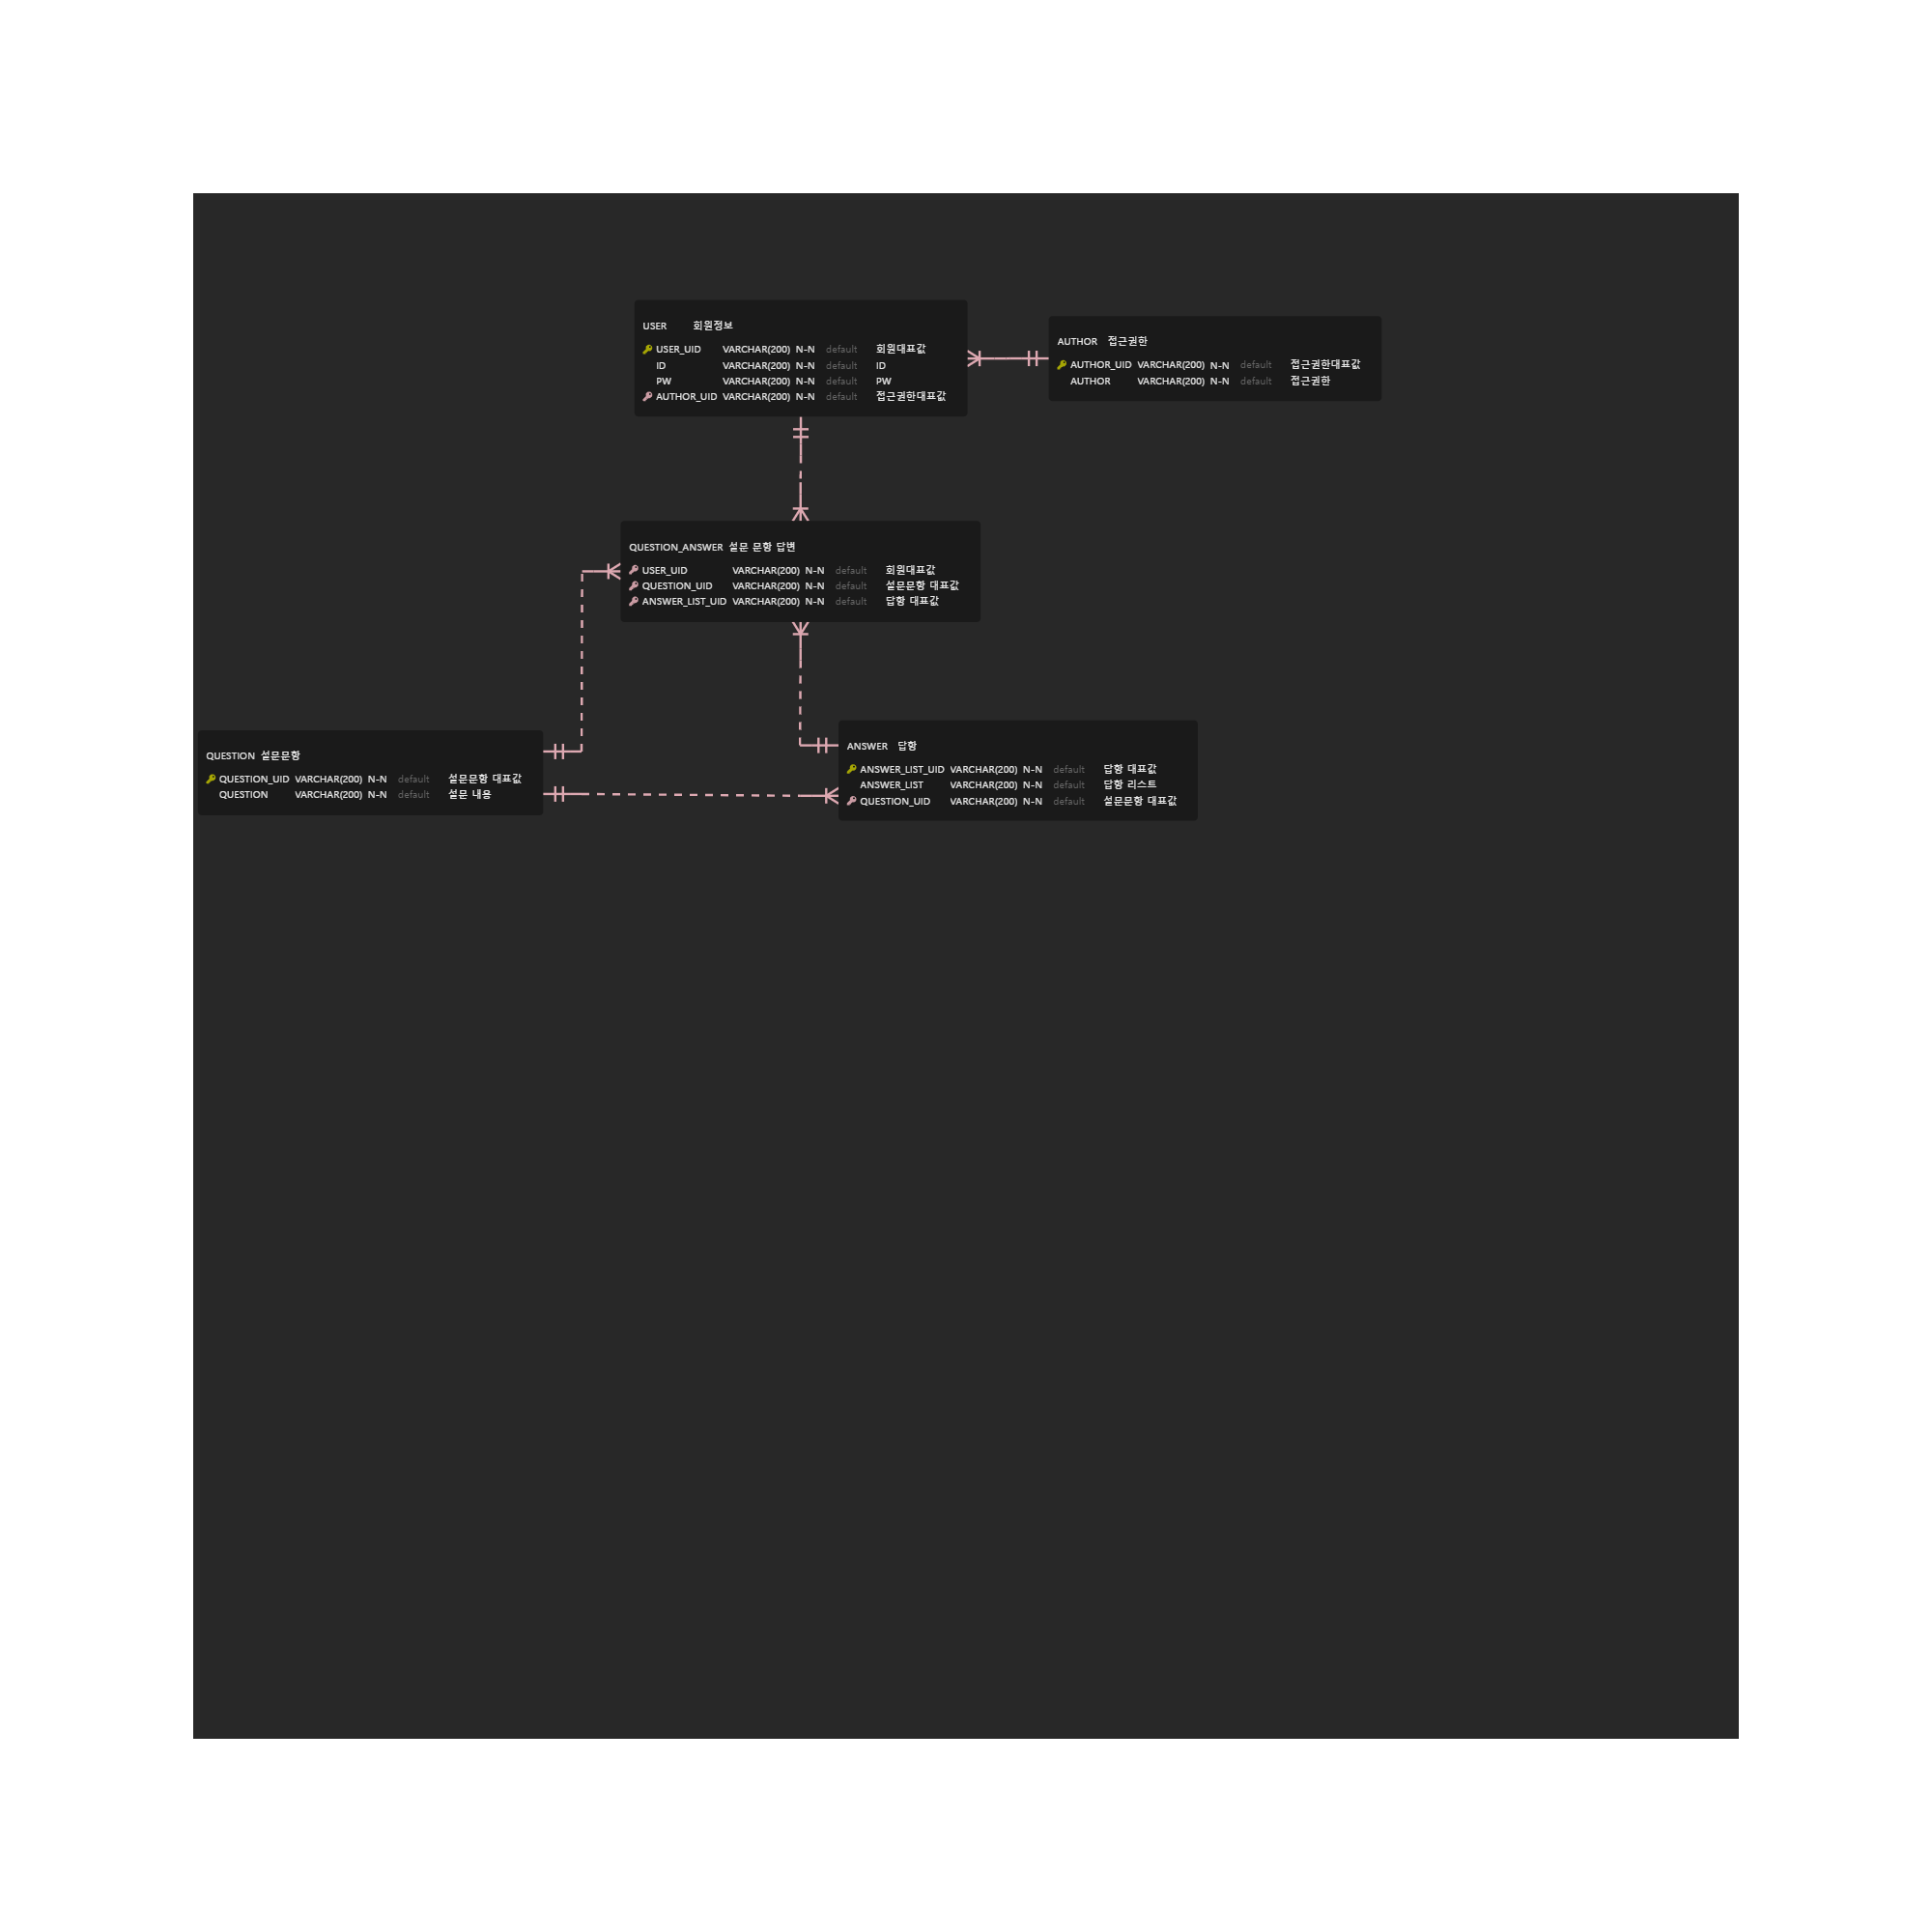 USER 회원정보
USER_UID VARCHAR(200) N-N default 회원대표값
ID VARCHAR(200) N-N default ID
PW VARCHAR(200) N-N default PW
AUTHOR_UID VARCHAR(200) N-N default 접근권한대표값
AUTHOR 접근권한
AUTHOR_UID VARCHAR(200) N-N default 접근권한대표값
AUTHOR VARCHAR(200) N-N default 접근권한
QUESTION_ANSWER 설문 문항 답변
USER_UID VARCHAR(200) N-N default 회원대표값
QUESTION_UID VARCHAR(200) N-N default 설문문항 대표값
ANSWER_LIST_UID VARCHAR(200) N-N default 답항 대표값
QUESTION 설문문항
QUESTION_UID VARCHAR(200) N-N default 설문문항 대표값
QUESTION VARCHAR(200) N-N default 설문 내용
ANSWER 답항
ANSWER_LIST_UID VARCHAR(200) N-N default 답항 대표값
ANSWER_LIST VARCHAR(200) N-N default 답항 리스트
QUESTION_UID VARCHAR(200) N-N default 설문문항 대표값